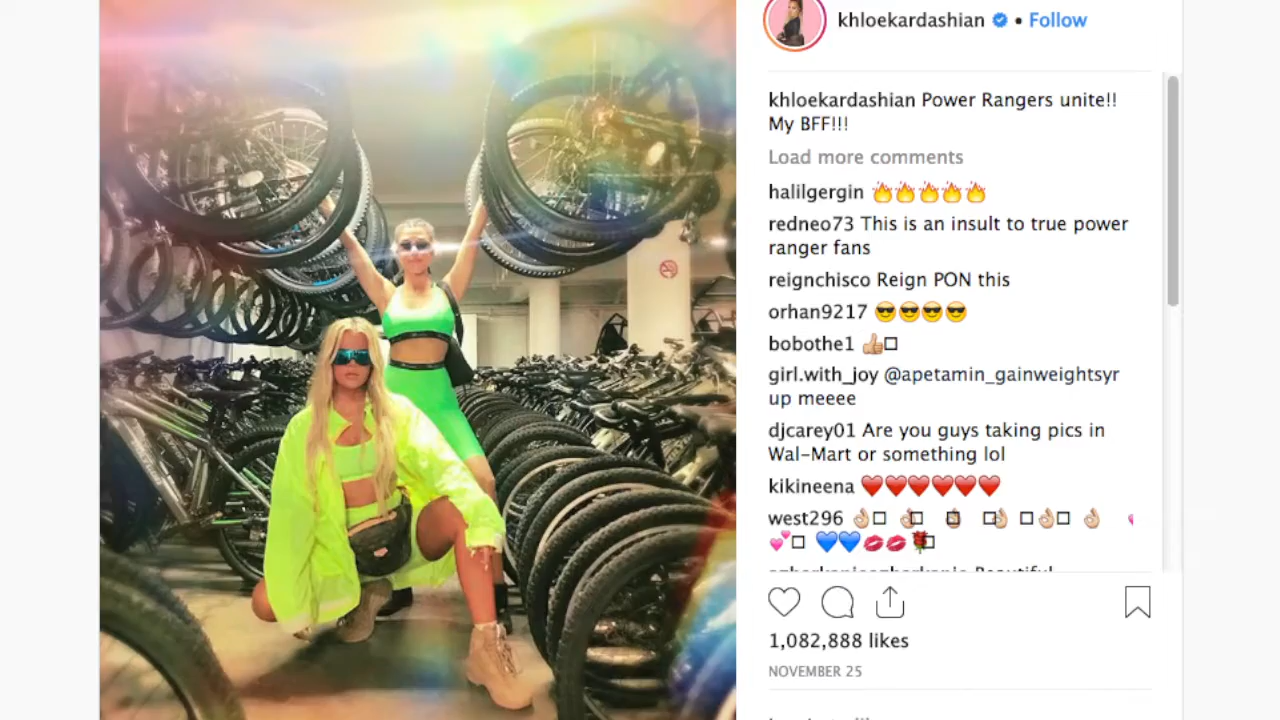 khloekardashian • Follow
khloekardashian Power Rangers unite!!
My BFF!!!
Load more comments
halilgergin 🔥🔥🔥🔥🔥
redneo73 This is an insult to true power
ranger fans
reignchisco Reign PON this
orhan9217 😎😎😎😎
bobothe1 👍🏼
girl.with_joy @apetamin_gainweightsyr
up meeee
djcarey01 Are you guys taking pics in
Wal-Mart or something lol
kikineena ❤️❤️❤️❤️❤️❤️
west296 👌🏼 👌🏼 👌🏼 👌🏼 👌🏼 👌🏼
💕 💙💙💋💋🌹
Beautiful
1,082,888 likes
NOVEMBER 25